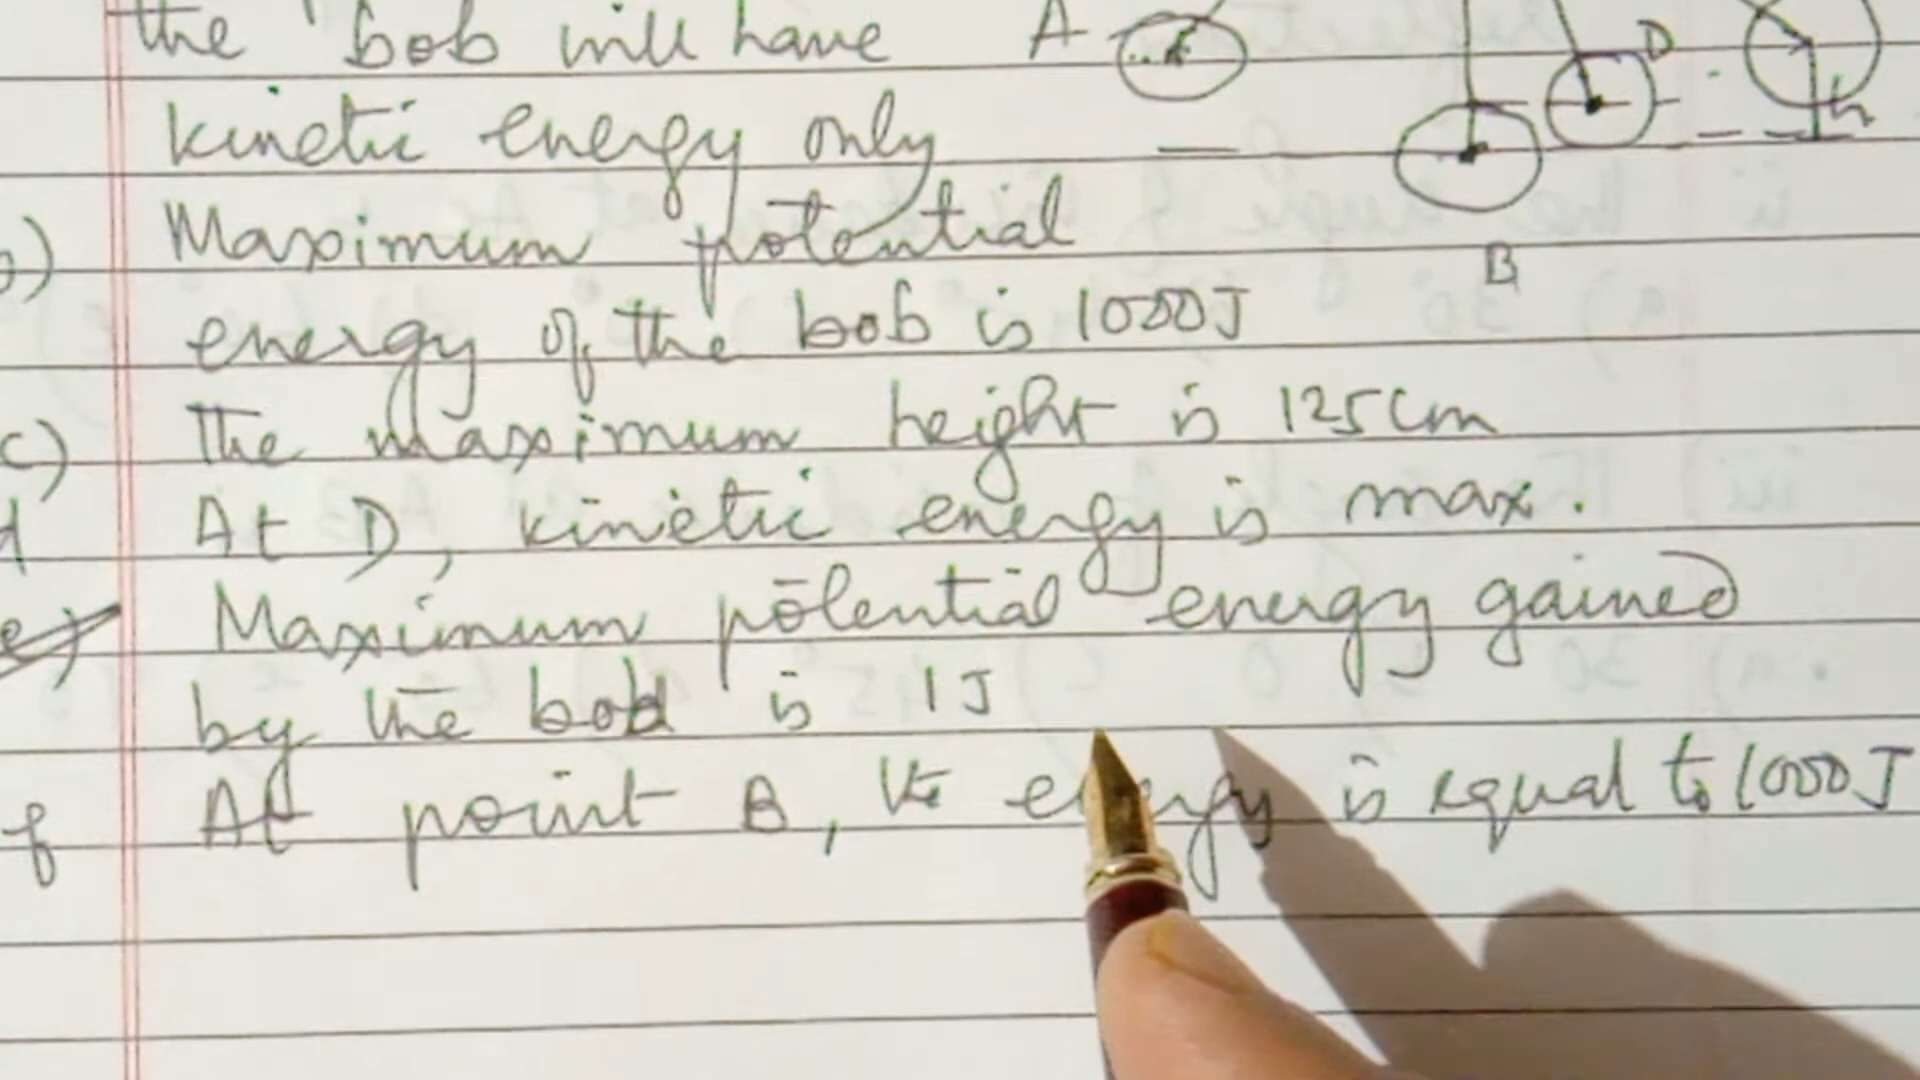 the bob will have A
D
h
kinetic energy only
b) Maximum potential
B
energy of the bob is 1000J
c) The maximum height is 125cm
d At D, kinetic energy is max.
e) Maximum potential energy gained
by the bob is 1J
f At point B, energy is equal to 1000J